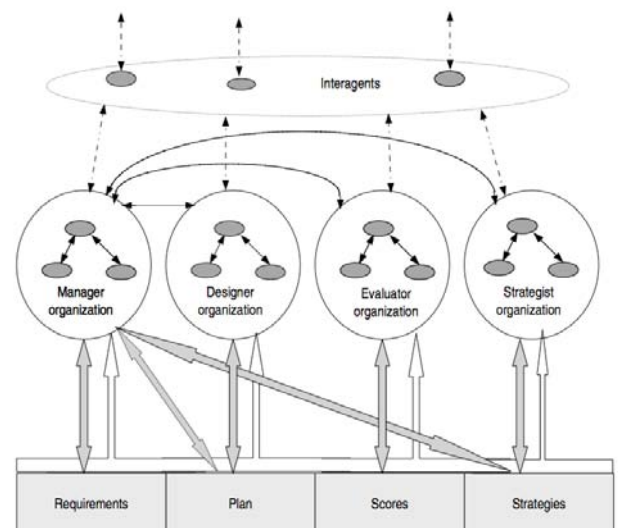 Interagents
Manager
organization
Designer
organization
Evaluator
organization
Strategist
organization
Requirements
Plan
Scores
Strategies